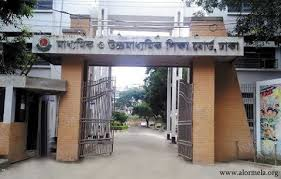 মাধ্যমিক ও উচ্চমাধ্যমিক শিক্ষা বোর্ড, ঢাকা
www.alormela.org